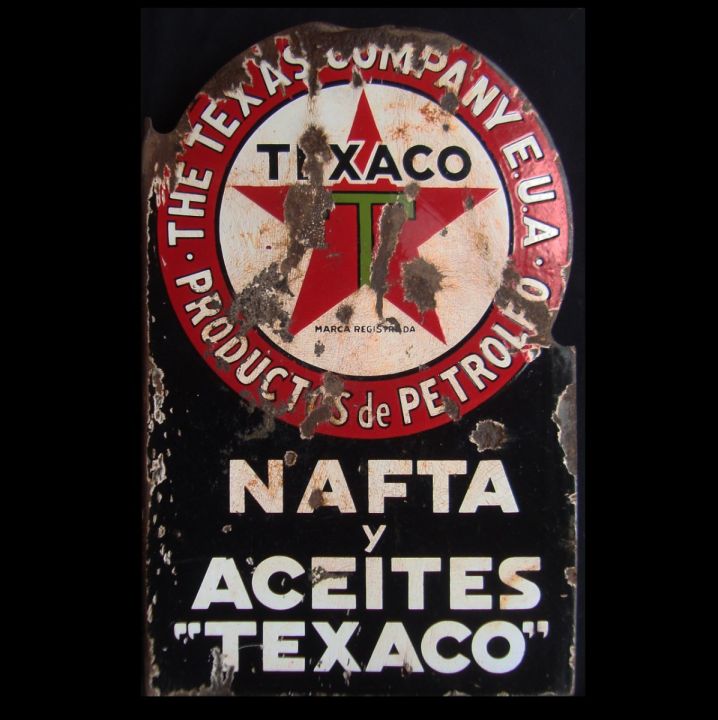 THE TEXAS COMPANY E.U.A.
PRODUCTOS de PETROLEO
TEXACO
T
MARCA REGISTRADA
NAFTA
y
ACEITES
"TEXACO"